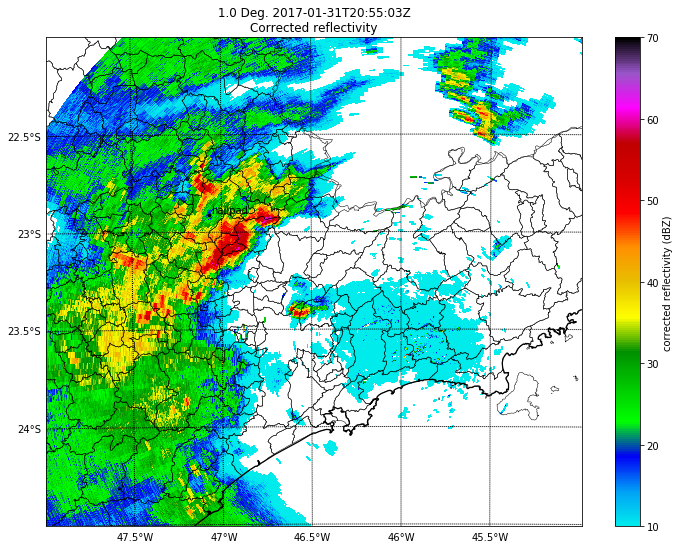 1.0 Deg. 2017-01-31T20:55:03Z
Corrected reflectivity
22.5°S
23°S
23.5°S
24°S
47.5°W
47°W
46.5°W
46°W
45.5°W
70
60
50
40
30
20
10
corrected reflectivity (dBZ)